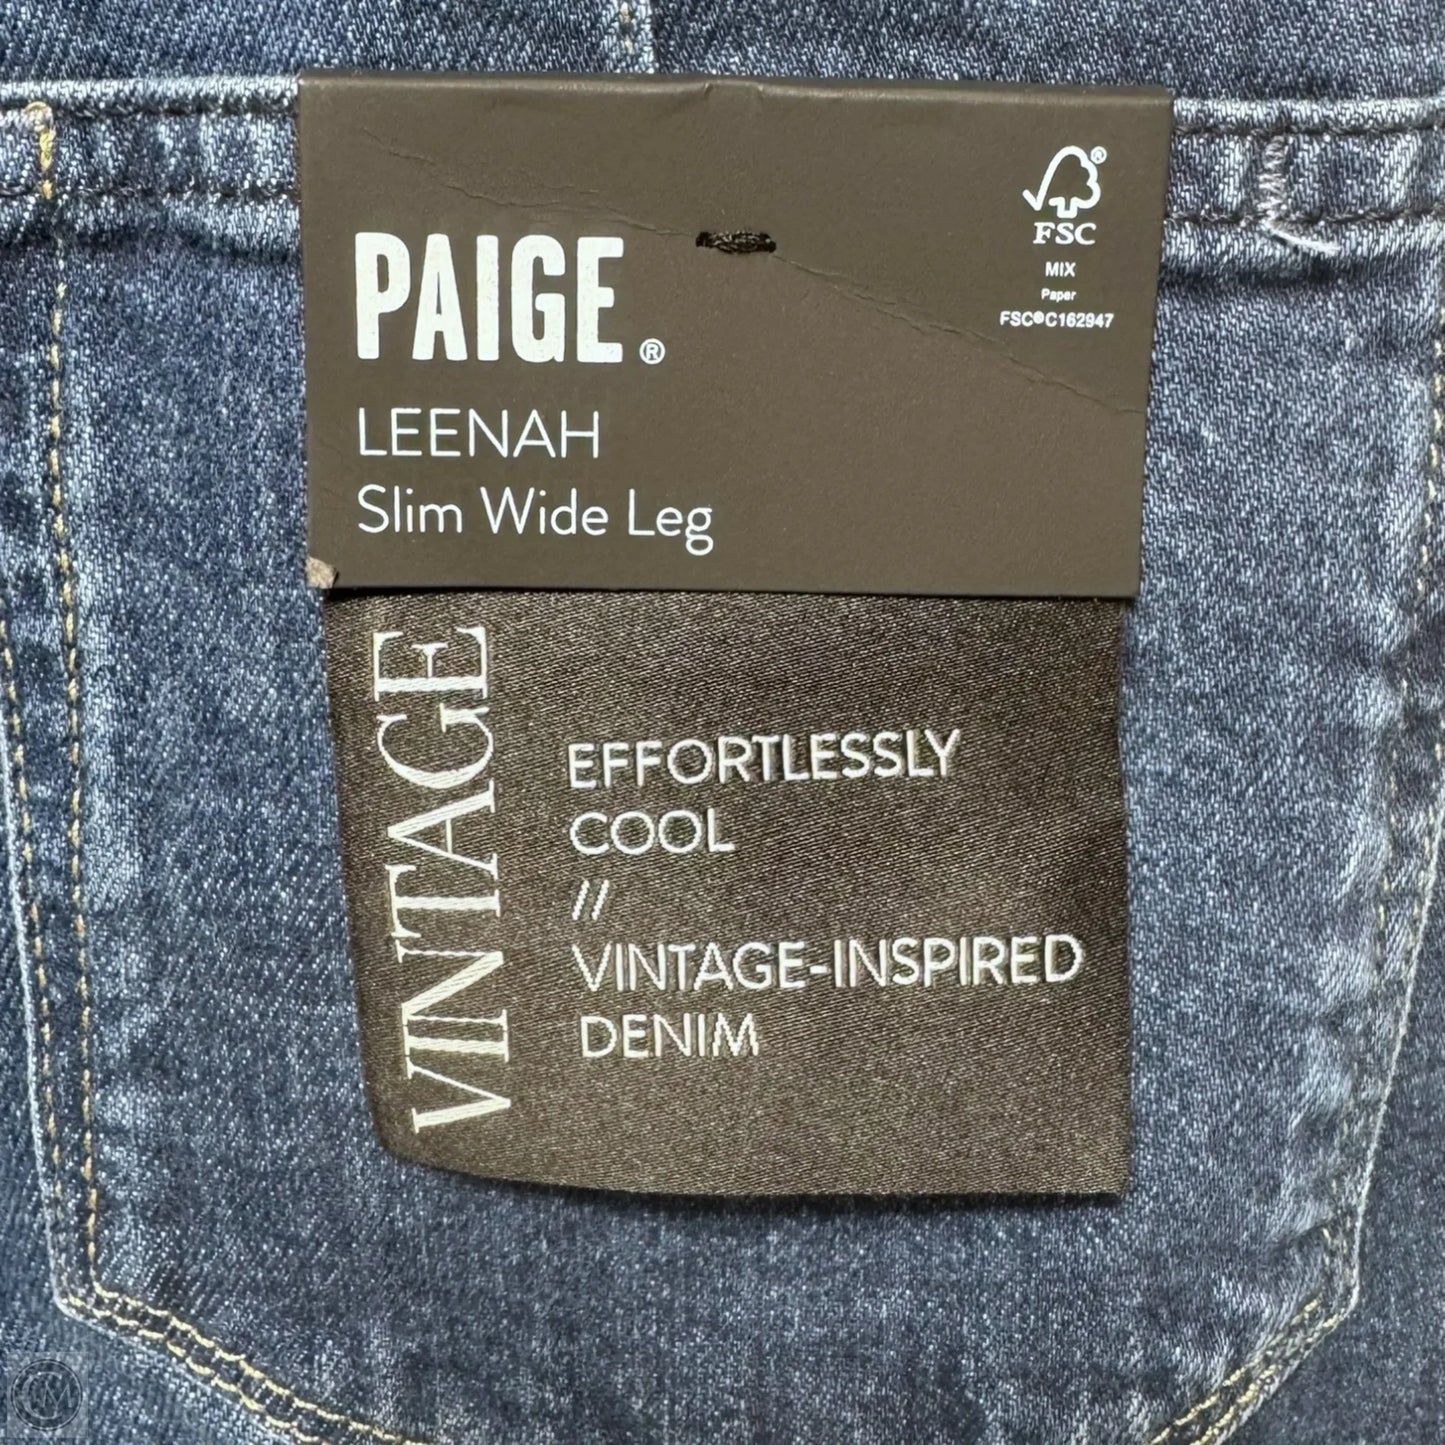 PAIGE®
LEENAH
Slim Wide Leg
®
FSC
MIX
Paper
FSC® C162947
VINTAGE
EFFORTLESSLY
COOL
//
VINTAGE-INSPIRED
DENIM